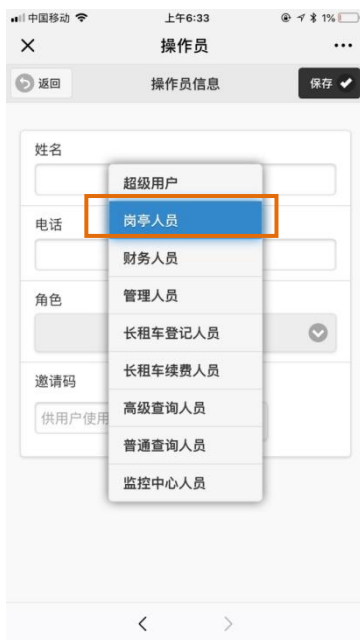 中国移动 上午6:33 1%
操作员
返回 操作员信息 保存
姓名
超级用户
电话 岗亭人员
财务人员
角色 管理人员
长租车登记人员
长租车续费人员
邀请码
供用户使用 高级查询人员
普通查询人员
监控中心人员